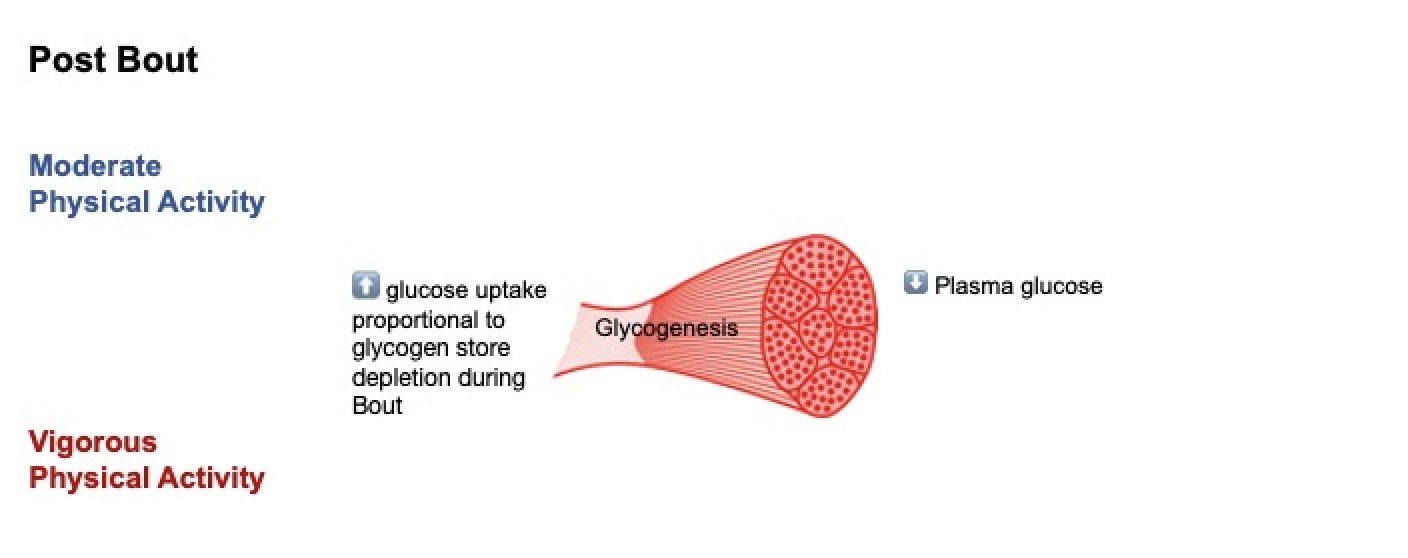 Post Bout
Moderate
Physical Activity
⬆ glucose uptake
proportional to
glycogen store
depletion during
Bout
Glycogenesis
⬇ Plasma glucose
Vigorous
Physical Activity